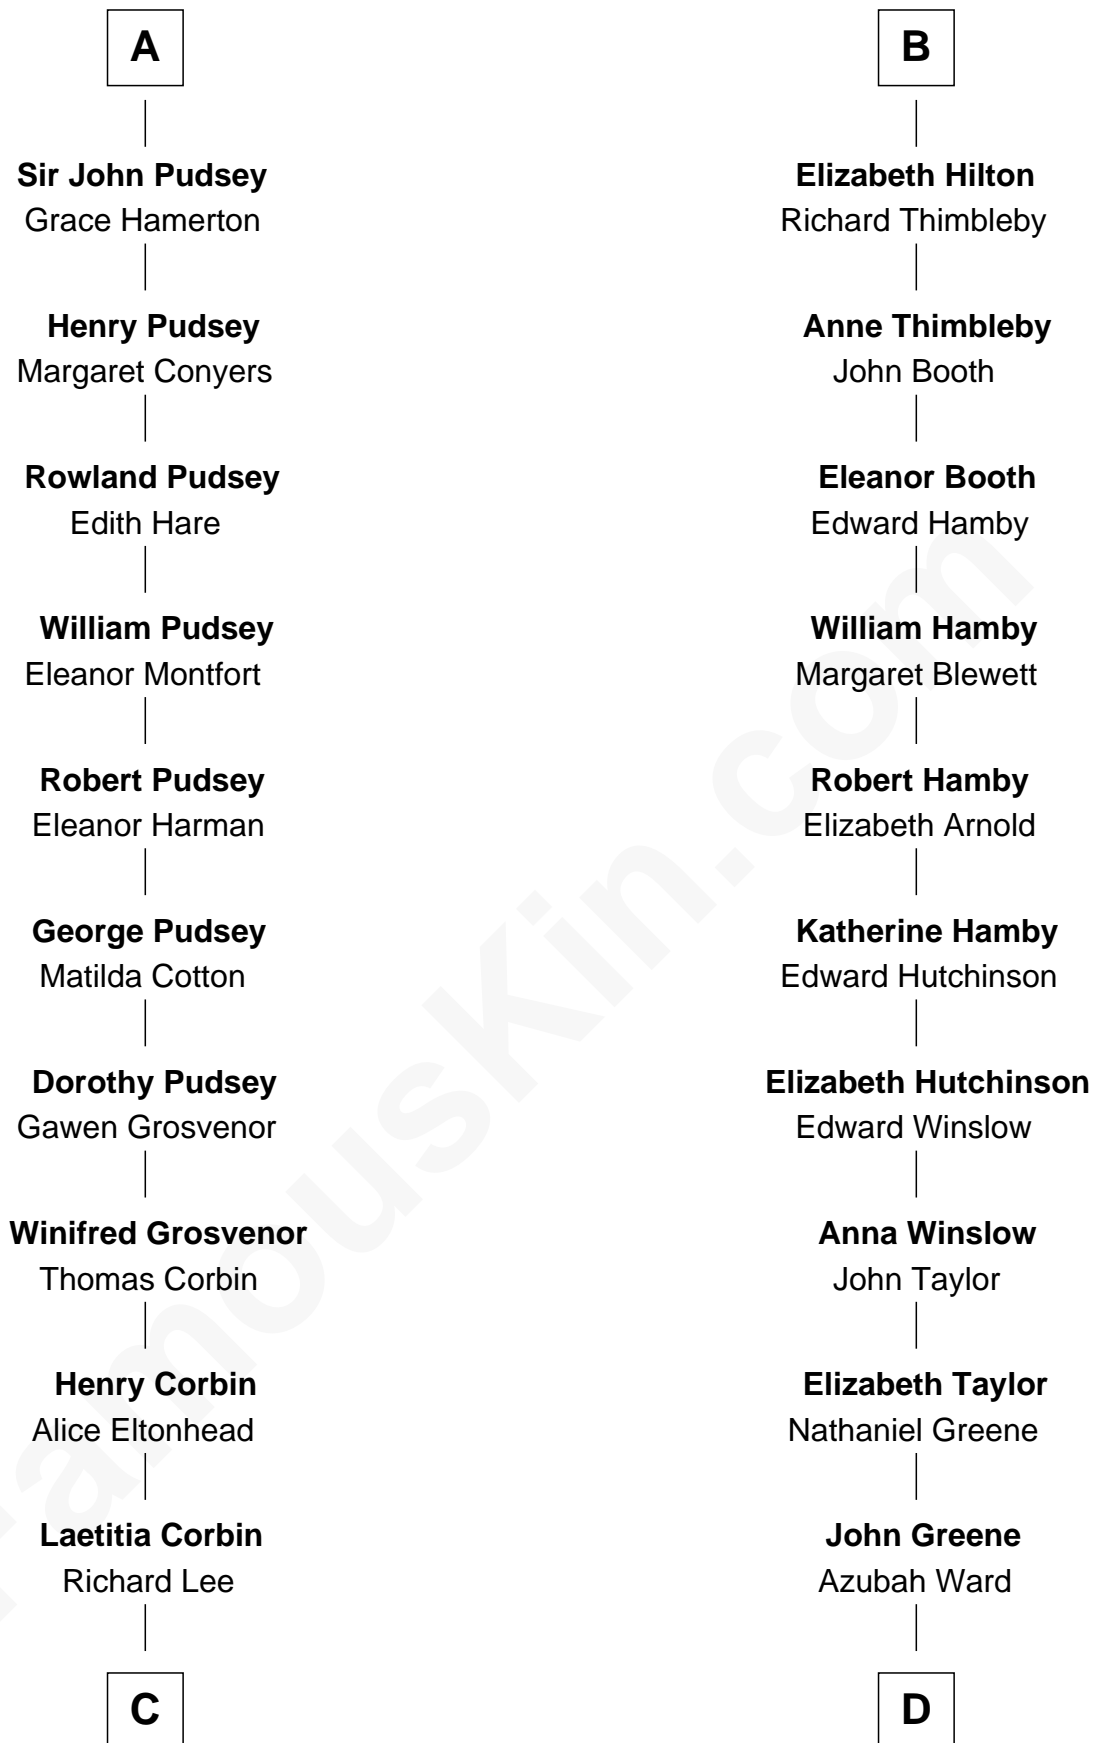 A
Sir John Pudsey
Grace Hamerton
Henry Pudsey
Margaret Conyers
Rowland Pudsey
Edith Hare
William Pudsey
Eleanor Montfort
Robert Pudsey
Eleanor Harman
George Pudsey
Matilda Cotton
Dorothy Pudsey
Gawen Grosvenor
Winifred Grosvenor
Thomas Corbin
Henry Corbin
Alice Eltonhead
Laetitia Corbin
Richard Lee
C
B
Elizabeth Hilton
Richard Thimbleby
Anne Thimbleby
John Booth
Eleanor Booth
Edward Hamby
William Hamby
Margaret Blewett
Robert Hamby
Elizabeth Arnold
Katherine Hamby
Edward Hutchinson
Elizabeth Hutchinson
Edward Winslow
Anna Winslow
John Taylor
Elizabeth Taylor
Nathaniel Greene
John Greene
Azubah Ward
D
FamousKin.com